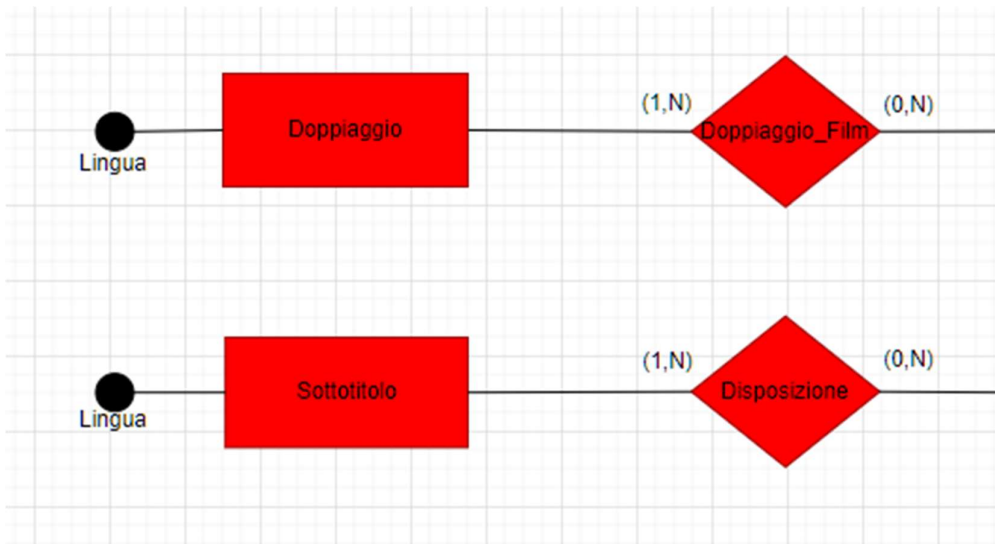 (1,N)
(0,N)
Doppiaggio
Doppiaggio_Film
Lingua
(1,N)
(0,N)
Sottotitolo
Disposizione
Lingua